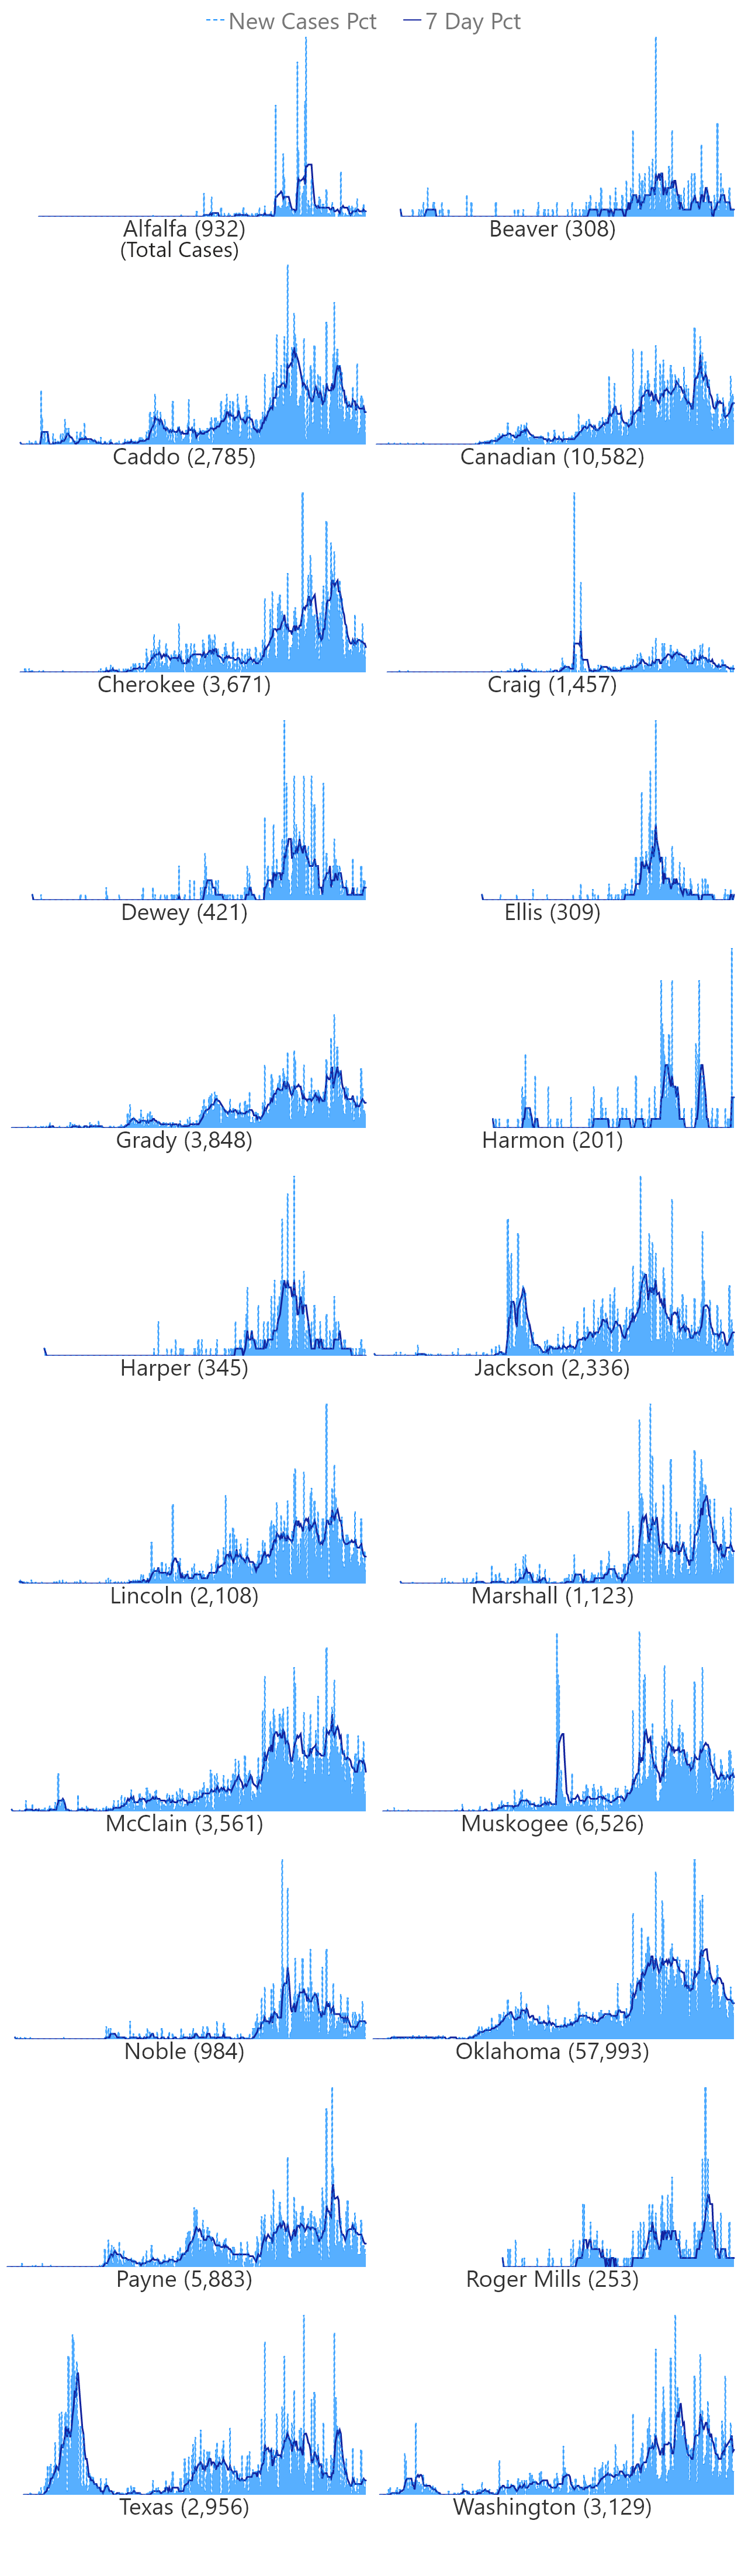 New Cases Pct 7 Day Pct
Alfalfa (932)
(Total Cases)
Beaver (308)
Caddo (2,785)
Canadian (10,582)
Cherokee (3,671)
Craig (1,457)
Dewey (421)
Ellis (309)
Grady (3,848)
Harmon (201)
Harper (345)
Jackson (2,336)
Lincoln (2,108)
Marshall (1,123)
McClain (3,561)
Muskogee (6,526)
Noble (984)
Oklahoma (57,993)
Payne (5,883)
Roger Mills (253)
Texas (2,956)
Washington (3,129)